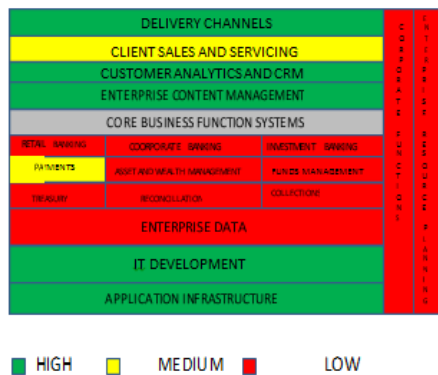 DELIVERY CHANNELS
CLIENT SALES AND SERVICING
CUSTOMER ANALYTICS AND CRM
ENTERPRISE CONTENT MANAGEMENT
CORE BUSINESS FUNCTION SYSTEMS
RETAIL BANKING COORPORATE BANKING INVESTMENT BANKING
PAYMENTS ASSET AND WEALTH MANAGEMENT FUNDS MANAGEMENT
TREASURY RECONCILLATION COLLECTIONS
ENTERPRISE DATA
IT DEVELOPMENT
APPLICATION INFRASTRUCTURE
CORPORATE FUNCTIONS
ENTERPRISE RESOURCE PLANNING
HIGH MEDIUM LOW